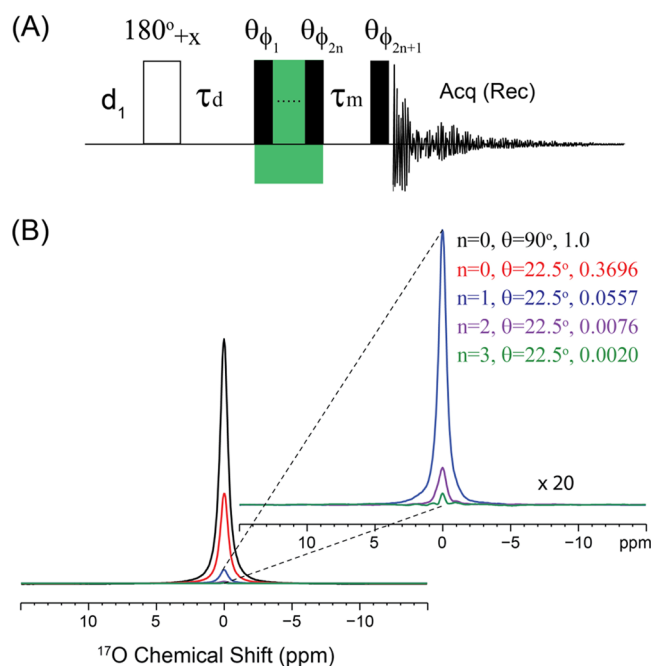 (A)
180°+x θϕ1 θϕ2n θϕ2n+1
d1 τd ..... τm Acq (Rec)
(B)
n=0, θ=90°, 1.0
n=0, θ=22.5°, 0.3696
n=1, θ=22.5°, 0.0557
n=2, θ=22.5°, 0.0076
n=3, θ=22.5°, 0.0020
x 20
10 5 0 −5 −10 ppm
10 5 0 −5 −10
17O Chemical Shift (ppm)